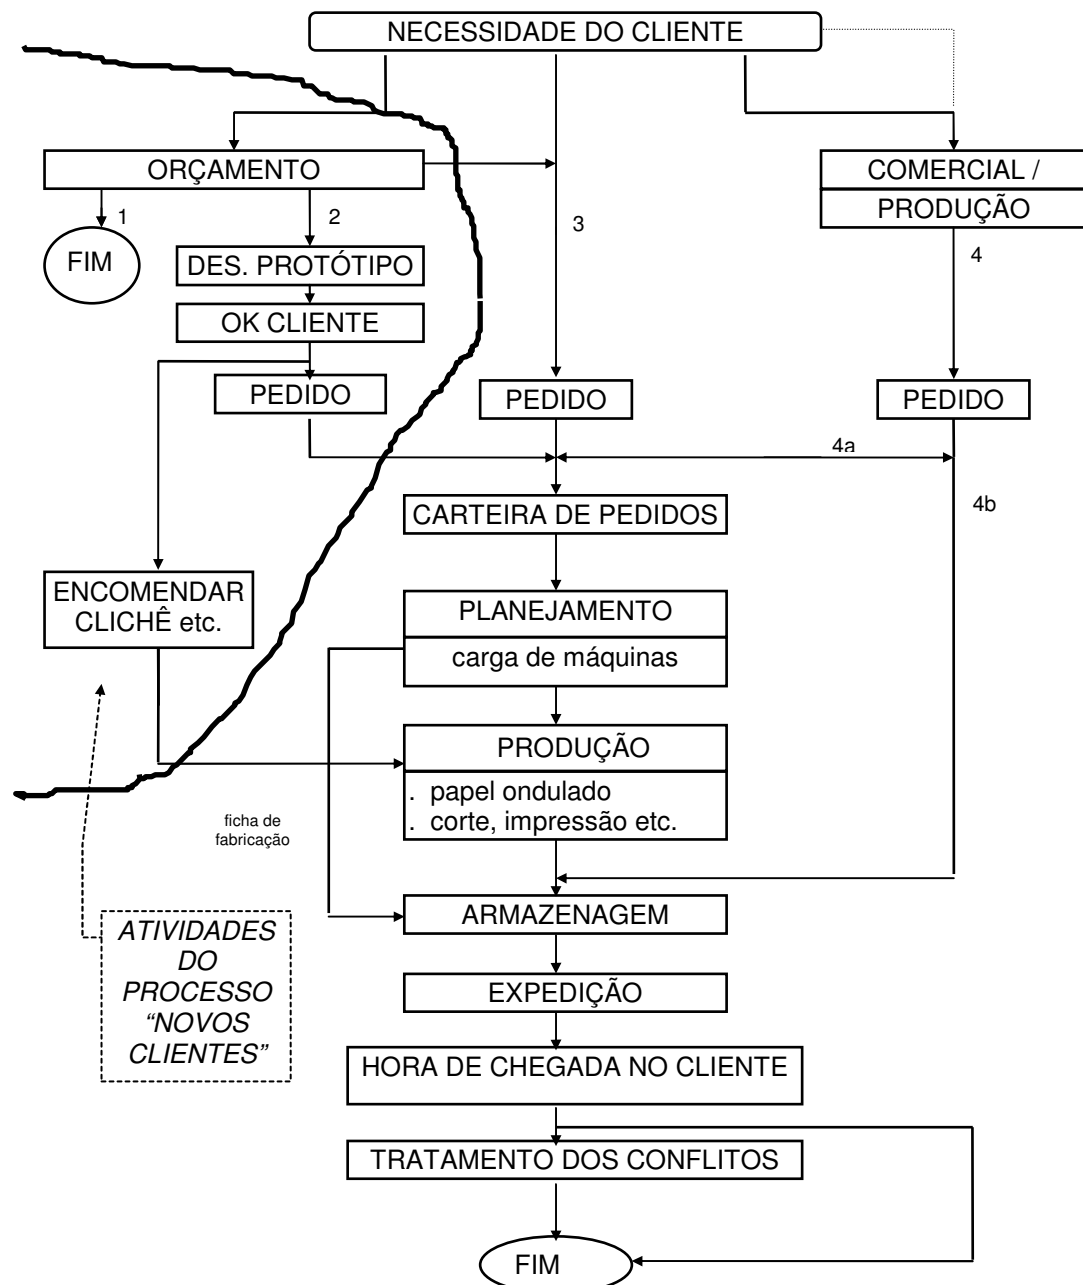 NECESSIDADE DO CLIENTE
ORÇAMENTO
COMERCIAL /
PRODUÇÃO
1
2
3
4
FIM
DES. PROTÓTIPO
OK CLIENTE
PEDIDO
PEDIDO
PEDIDO
4a
4b
CARTEIRA DE PEDIDOS
ENCOMENDAR
CLICHÊ etc.
PLANEJAMENTO
carga de máquinas
PRODUÇÃO
. papel ondulado
. corte, impressão etc.
ficha de
fabricação
ARMAZENAGEM
ATIVIDADES
DO
PROCESSO
“NOVOS
CLIENTES”
EXPEDIÇÃO
HORA DE CHEGADA NO CLIENTE
TRATAMENTO DOS CONFLITOS
FIM